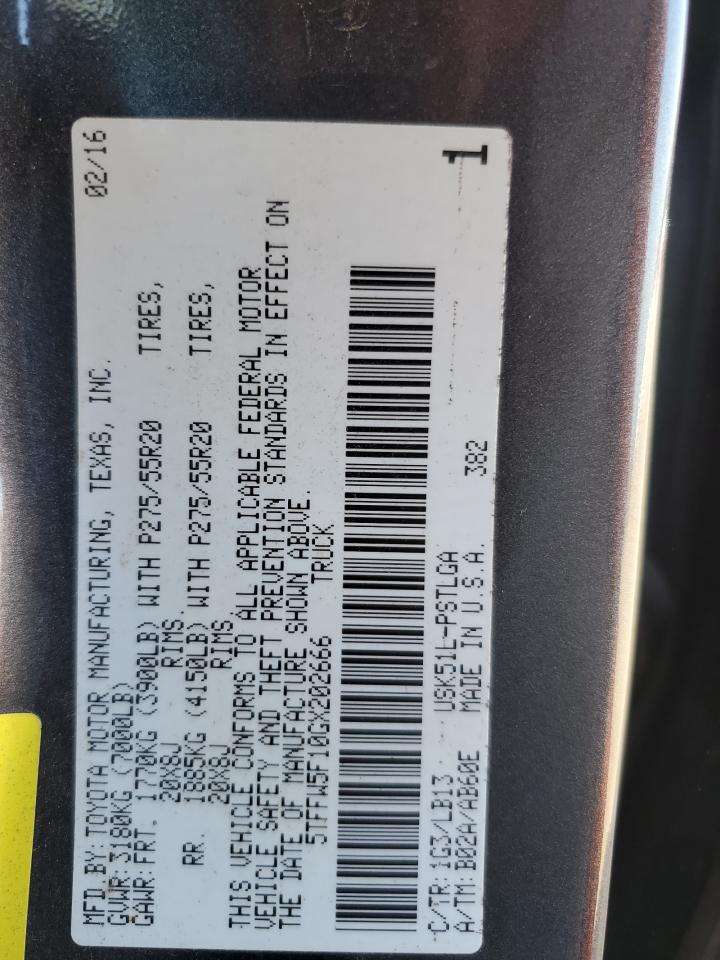 MFD BY: TOYOTA MOTOR MANUFACTURING, TEXAS, INC. 02/16
GVWR: 3180KG (7000LB)
GAWR: FRT. 1770KG (3900LB) WITH P275/55R20 TIRES,
20X8J RIMS.
RR. 1885KG (4150LB) WITH P275/55R20 TIRES,
20X8J RIMS.
THIS VEHICLE CONFORMS TO ALL APPLICABLE FEDERAL MOTOR
VEHICLE SAFETY AND THEFT PREVENTION STANDARDS IN EFFECT ON
THE DATE OF MANUFACTURE SHOWN ABOVE.
5TFFW5F10GX202666 TRUCK
C/TR: 1G3/LB13 USK51L-PSTLGA
A/TM: B02A/AB60E MADE IN U.S.A. 382
1